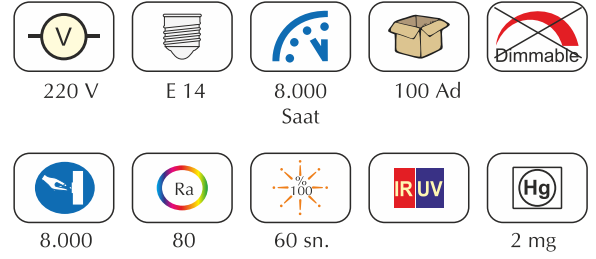 V
Dimmable
220 V
E 14
8.000
Saat
100 Ad
Ra
%
100
IR UV
Hg
8.000
80
60 sn.
2 mg